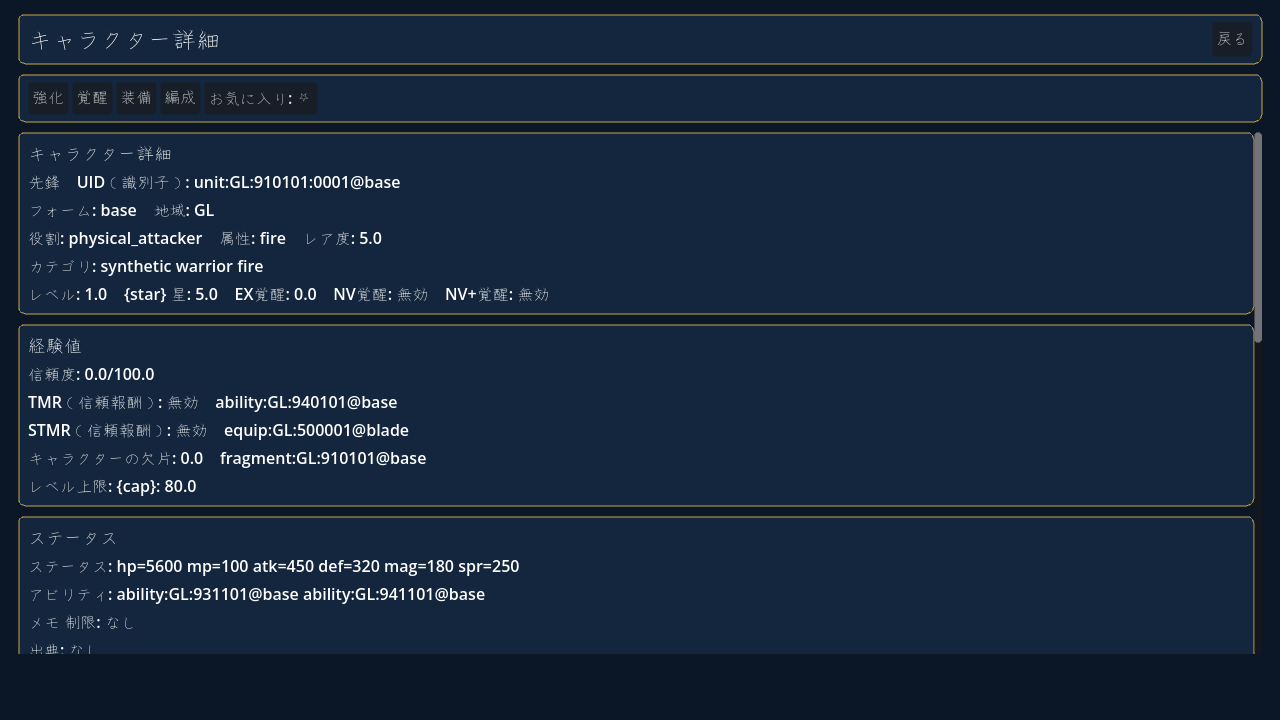 キャラクター詳細
戻る
強化 覚醒 装備 編成 お気に入り: ☆
キャラクター詳細
先鋒 UID（識別子）: unit:GL:910101:0001@base
フォーム: base 地域: GL
役割: physical_attacker 属性: fire レア度: 5.0
カテゴリ: synthetic warrior fire
レベル: 1.0 {star} 星: 5.0 EX覚醒: 0.0 NV覚醒: 無効 NV+覚醒: 無効
経験値
信頼度: 0.0/100.0
TMR（信頼報酬）: 無効 ability:GL:940101@base
STMR（信頼報酬）: 無効 equip:GL:500001@blade
キャラクターの欠片: 0.0 fragment:GL:910101@base
レベル上限: {cap}: 80.0
ステータス
ステータス: hp=5600 mp=100 atk=450 def=320 mag=180 spr=250
アビリティ: ability:GL:931101@base ability:GL:941101@base
メモ 制限: なし
出典: なし